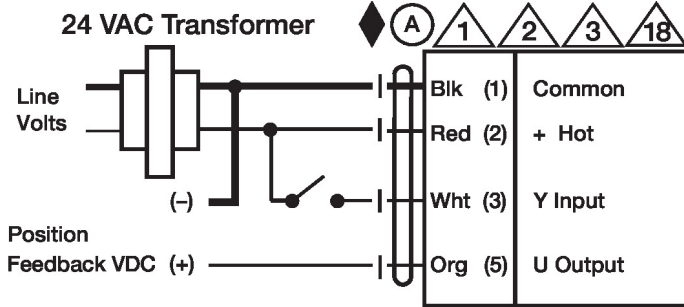 24 VAC Transformer
A 1 2 3 18
Line
Volts
Blk (1) Common
Red (2) + Hot
(–)
Wht (3) Y Input
Position
Feedback VDC (+)
Org (5) U Output